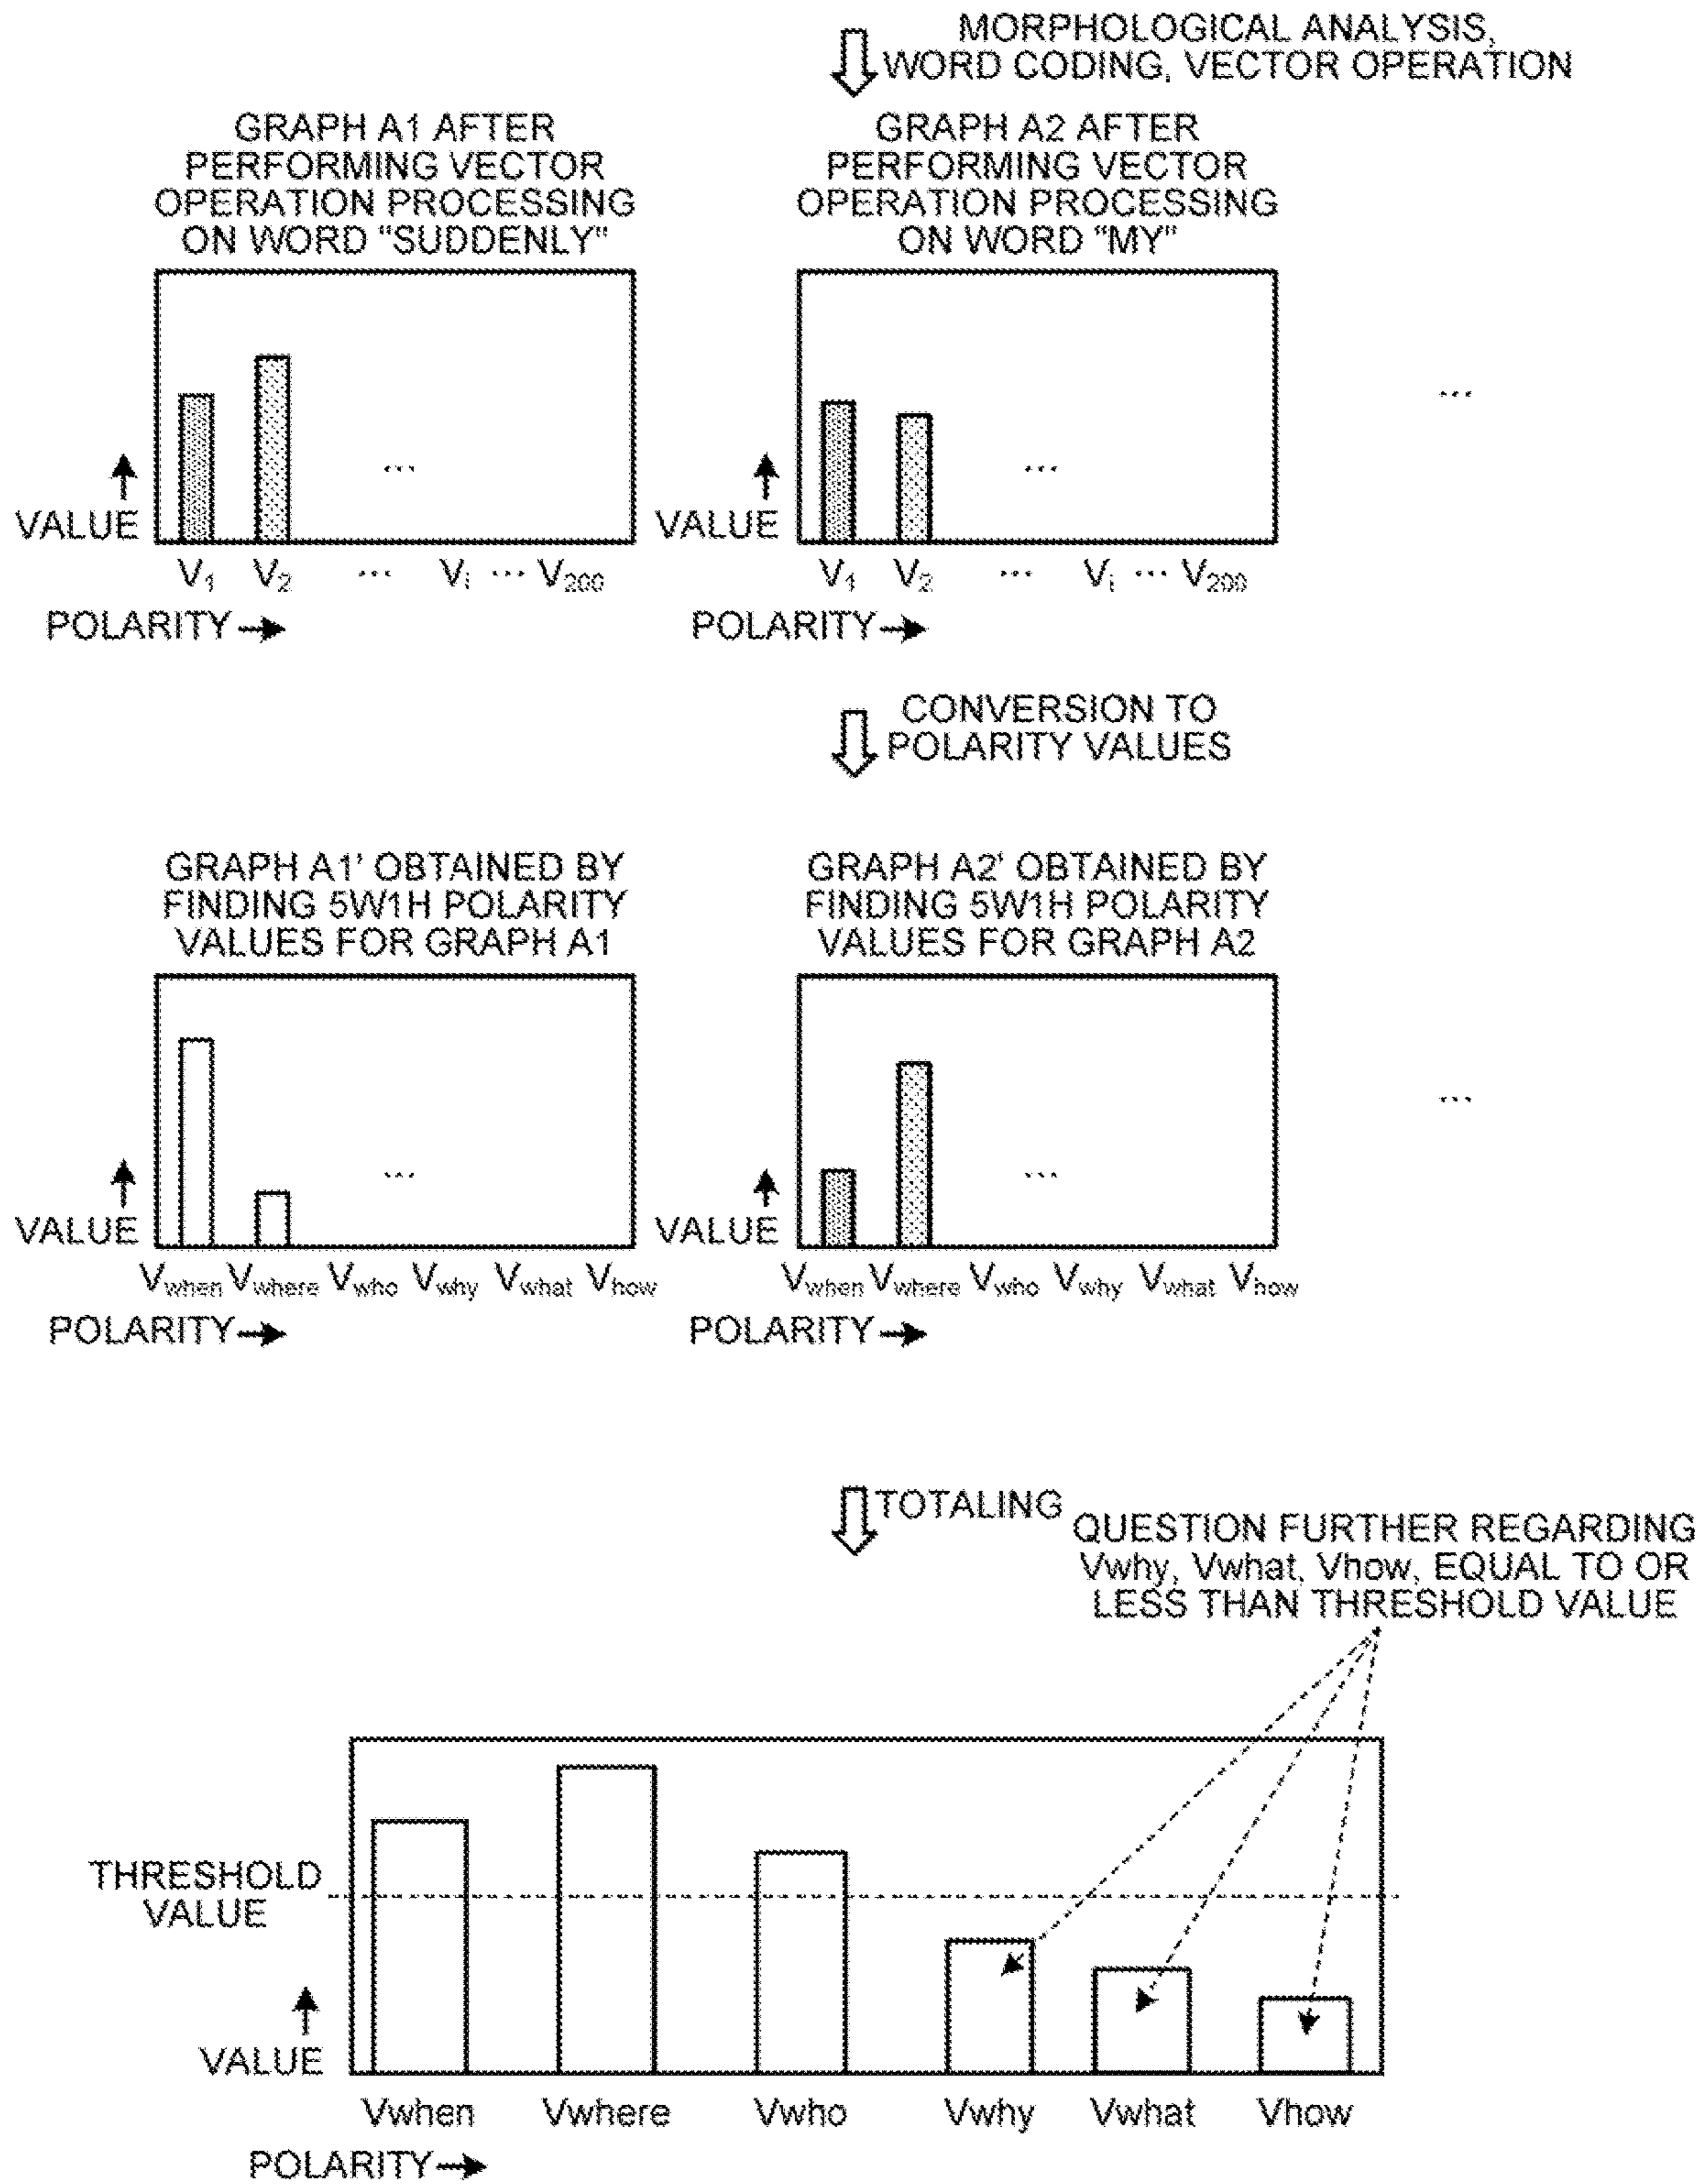 MORPHOLOGICAL ANALYSIS,
WORD CODING, VECTOR OPERATION
GRAPH A1 AFTER
PERFORMING VECTOR
OPERATION PROCESSING
ON WORD "SUDDENLY"
GRAPH A2 AFTER
PERFORMING VECTOR
OPERATION PROCESSING
ON WORD "MY"
...
...
...
VALUE
VALUE
V1 V2 ... Vi ... V200
V1 V2 ... Vi ... V200
POLARITY
POLARITY
CONVERSION TO
POLARITY VALUES
GRAPH A1' OBTAINED BY
FINDING 5W1H POLARITY
VALUES FOR GRAPH A1
GRAPH A2' OBTAINED BY
FINDING 5W1H POLARITY
VALUES FOR GRAPH A2
...
...
...
VALUE
VALUE
Vwhen Vwhere Vwho Vwhy Vwhat Vhow
Vwhen Vwhere Vwho Vwhy Vwhat Vhow
POLARITY
POLARITY
TOTALING
QUESTION FURTHER REGARDING
Vwhy, Vwhat, Vhow, EQUAL TO OR
LESS THAN THRESHOLD VALUE
THRESHOLD
VALUE
VALUE
Vwhen Vwhere Vwho Vwhy Vwhat Vhow
POLARITY